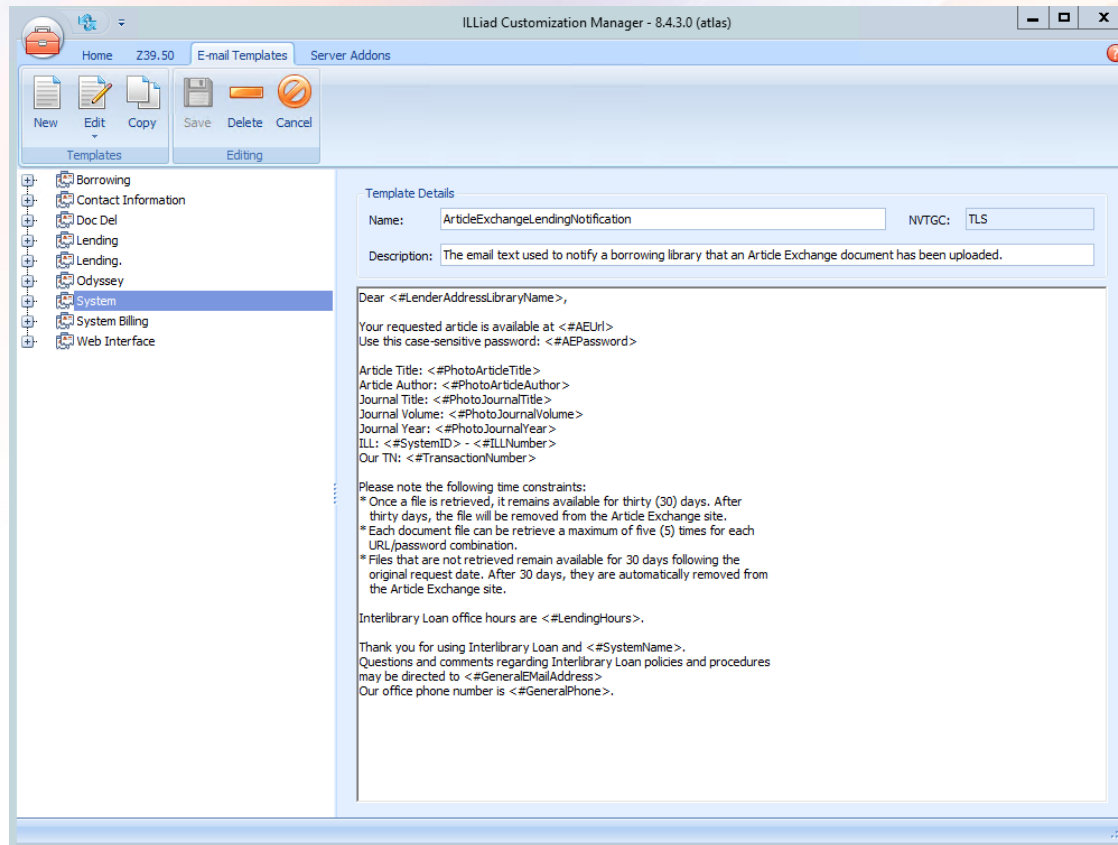 ILLiad Customization Manager - 8.4.3.0 (atlas)
Home Z39.50 E-mail Templates Server Addons
New Edit Copy Save Delete Cancel
Templates Editing
Borrowing
Contact Information
Doc Del
Lending
Lending.
Odyssey
System
System Billing
Web Interface
Template Details
Name: ArticleExchangeLendingNotification NVTGC: TLS
Description: The email text used to notify a borrowing library that an Article Exchange document has been uploaded.
Dear <#LenderAddressLibraryName>,
Your requested article is available at <#AEUrl>
Use this case-sensitive password: <#AEPassword>
Article Title: <#PhotoArticleTitle>
Article Author: <#PhotoArticleAuthor>
Journal Title: <#PhotoJournalTitle>
Journal Volume: <#PhotoJournalVolume>
Journal Year: <#PhotoJournalYear>
ILL: <#SystemID> - <#ILLNumber>
Our TN: <#TransactionNumber>
Please note the following time constraints:
* Once a file is retrieved, it remains available for thirty (30) days. After
thirty days, the file will be removed from the Article Exchange site.
* Each document file can be retrieve a maximum of five (5) times for each
URL/password combination.
* Files that are not retrieved remain available for 30 days following the
original request date. After 30 days, they are automatically removed from
the Article Exchange site.
Interlibrary Loan office hours are <#LendingHours>.
Thank you for using Interlibrary Loan and <#SystemName>.
Questions and comments regarding Interlibrary Loan policies and procedures
may be directed to <#GeneralEMailAddress>
Our office phone number is <#GeneralPhone>.